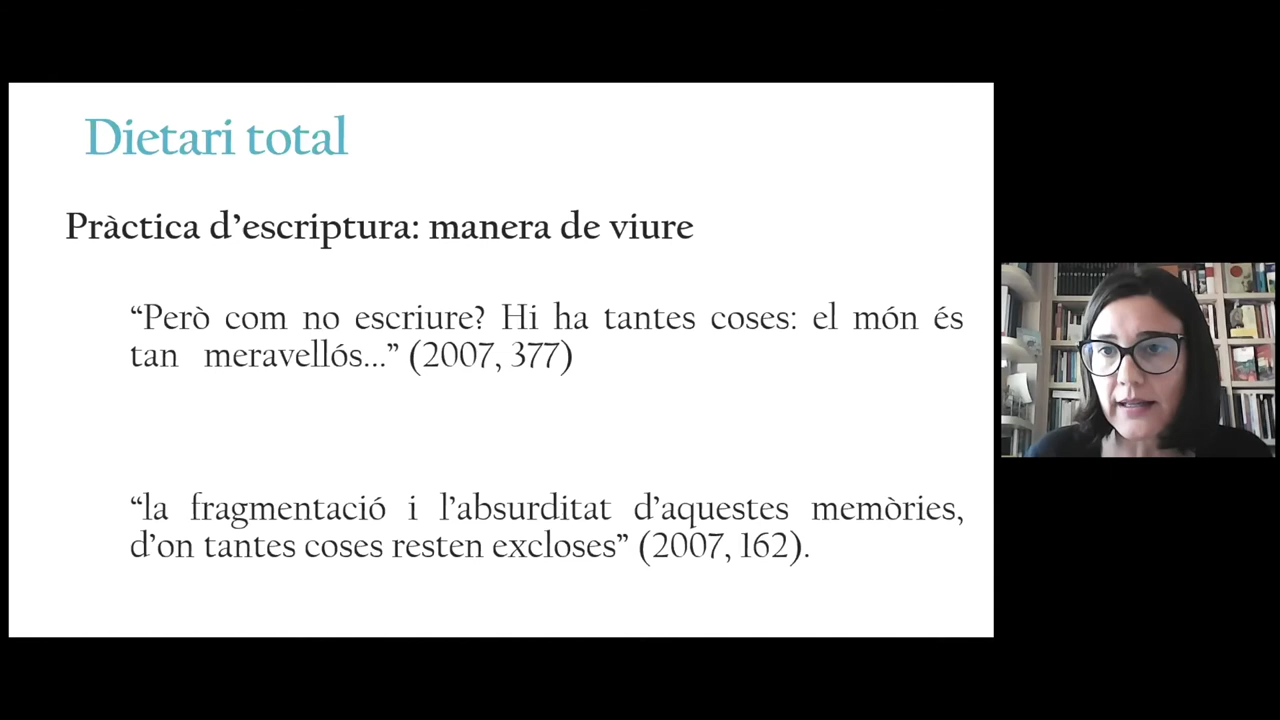 Dietari total
Pràctica d’escriptura: manera de viure
“Però com no escriure? Hi ha tantes coses: el món és
tan meravellós...” (2007, 377)
“la fragmentació i l’absurditat d’aquestes memòries,
d’on tantes coses resten excloses” (2007, 162).